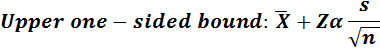 Upper one − sided bound: X̅ + Zα s/√n